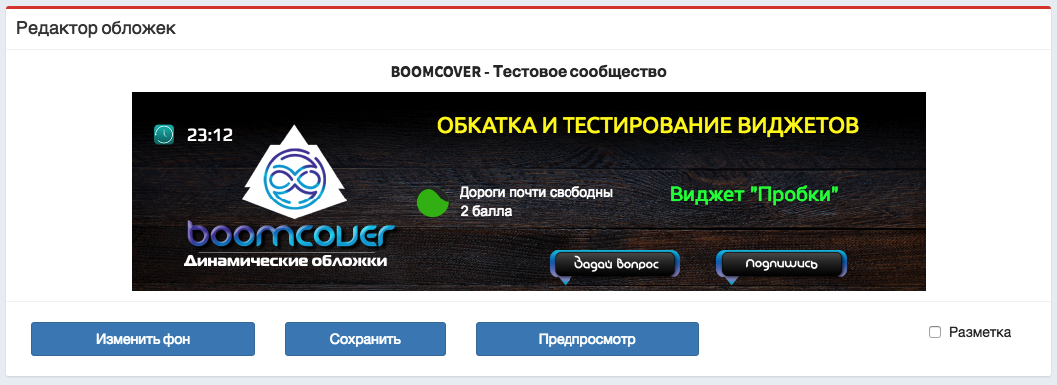 Редактор обложек
BOOMCOVER - Тестовое сообщество
23:12
ОБКАТКА И ТЕСТИРОВАНИЕ ВИДЖЕТОВ
Дороги почти свободны
2 балла
Виджет "Пробки"
boomcover
Динамические обложки
Задай вопрос
Подпишись
Изменить фон
Сохранить
Предпросмотр
Разметка